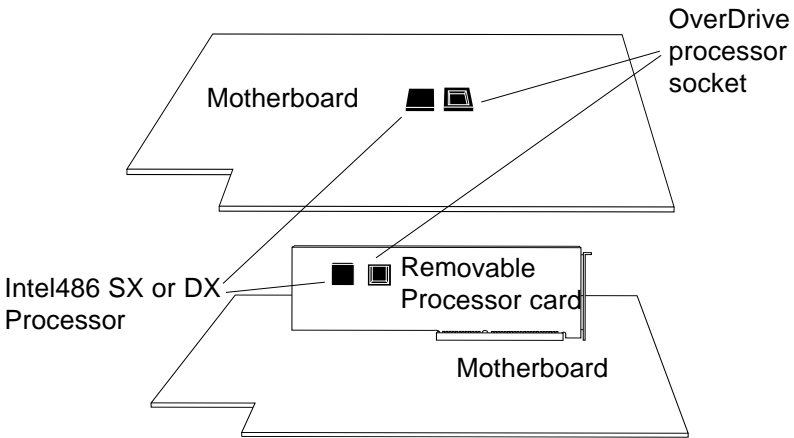 OverDrive
processor
socket
Motherboard
Removable
Processor card
Intel486 SX or DX
Processor
Motherboard